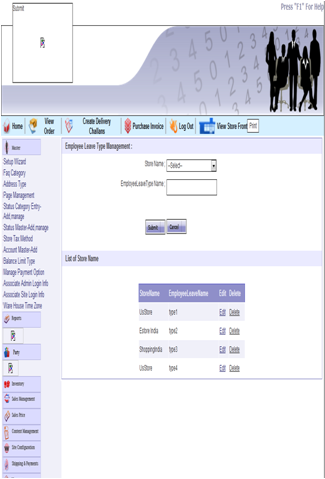 Submit
Press "F1" For Help
Home
View Order
Create Delivery Challans
Purchase Invoice
Log Out
View Store Front
Print
Master
Employee Leave Type Management :
Setup Wizard
Faq Category
Address Type
Page Management
Status Category Entry-Add,manage
Status Master-Add,manage
Store Tax Method
Account Master-Add
Balance Limit Type
Manage Payment Option
Associate Admin Login Info
Associate Site Login Info
Ware House Time Zone
Reports
Party
Inventory
Sales Management
Sales Price
Content Management
Site Configuration
Shipping & Payments
Store Name : --Select--
EmployeeLeaveType Name :
Submit Cancel
List of Store Name
StoreName EmployeeLeaveName Edit Delete
UsStore type1 Edit Delete
Estore India type2 Edit Delete
ShoppingIndia type3 Edit Delete
UsStore type4 Edit Delete